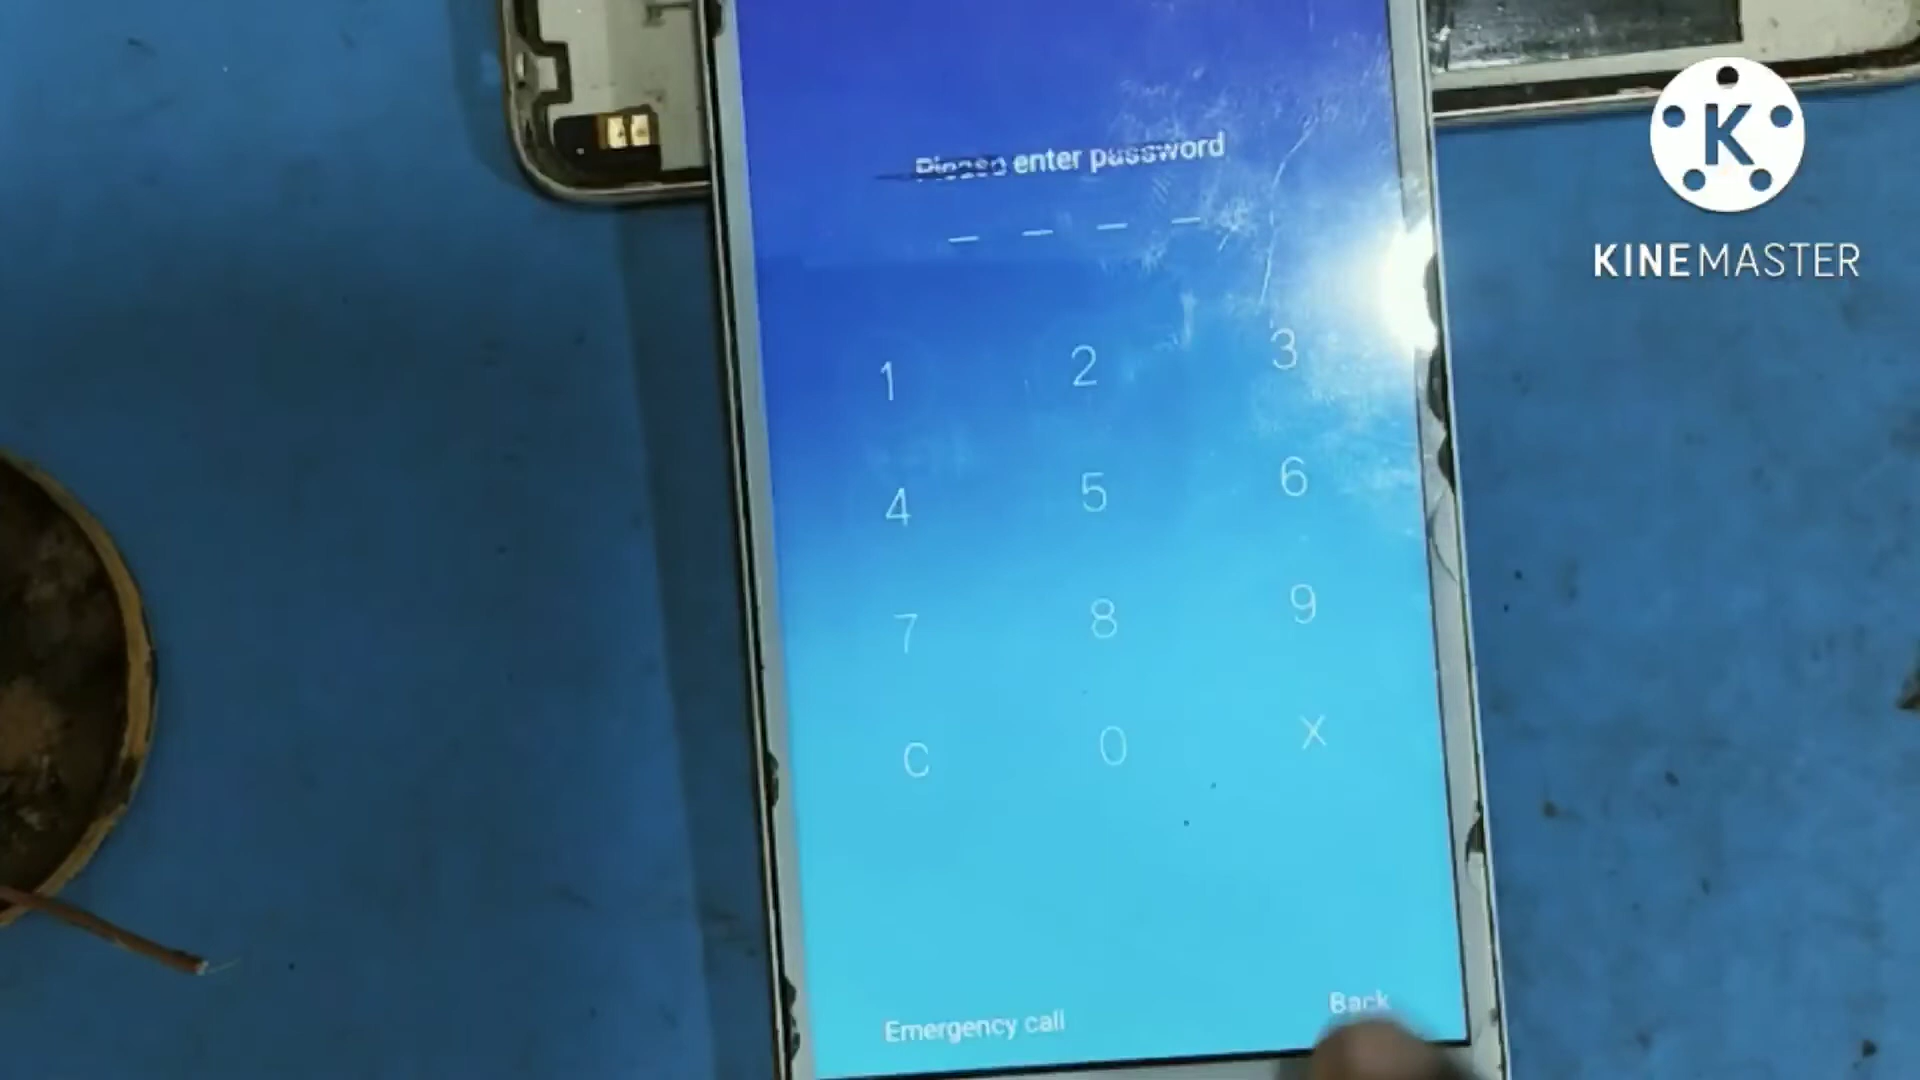 Please enter password
1 2 3
4 5 6
7 8 9
C 0 X
Emergency call Back
K
KINEMASTER